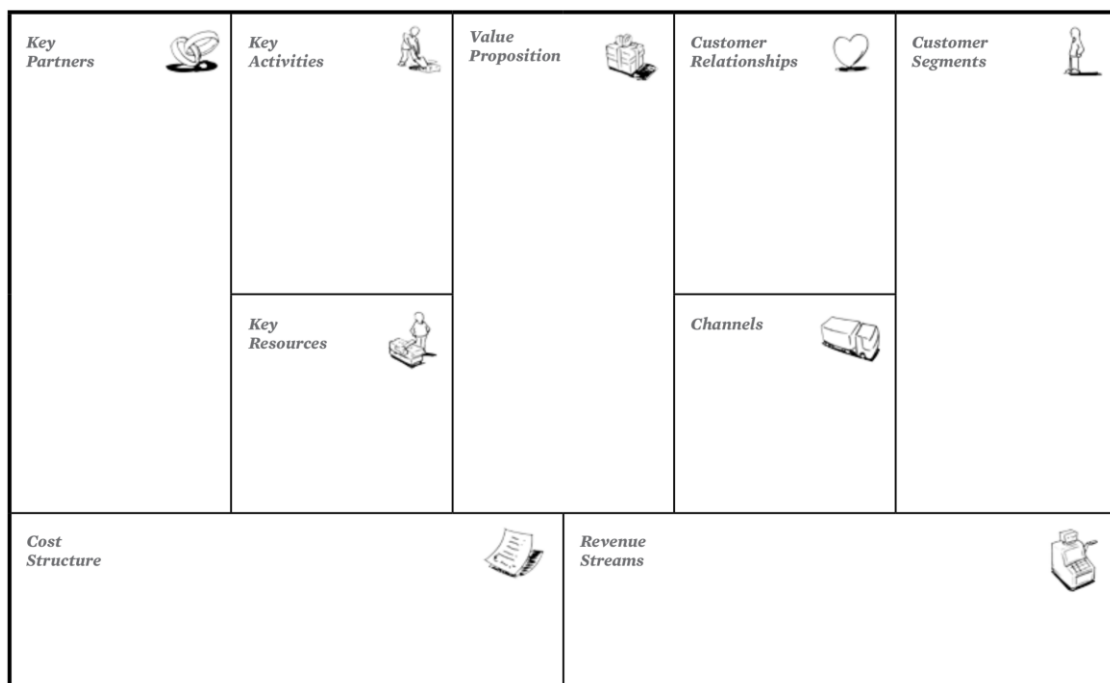 Key
Partners
Key
Activities
Value
Proposition
Customer
Relationships
Customer
Segments
Key
Resources
Channels
Cost
Structure
Revenue
Streams